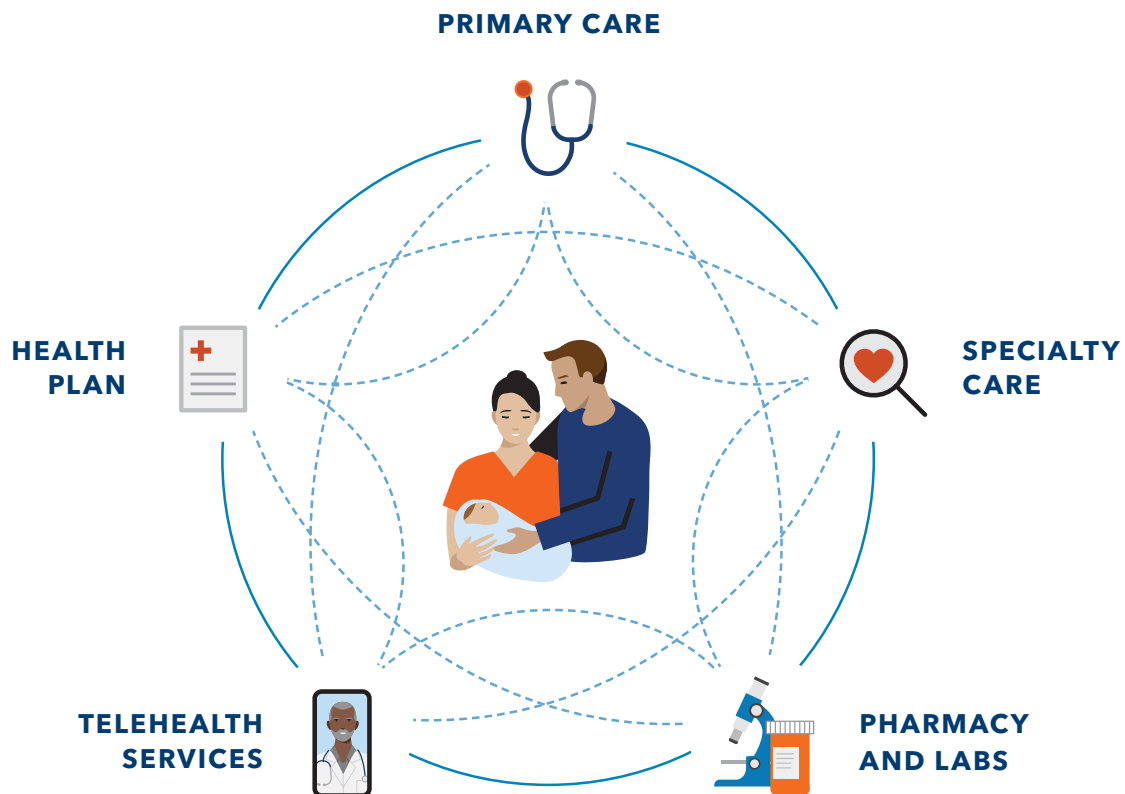 PRIMARY CARE
HEALTH
PLAN
SPECIALTY
CARE
TELEHEALTH
SERVICES
PHARMACY
AND LABS